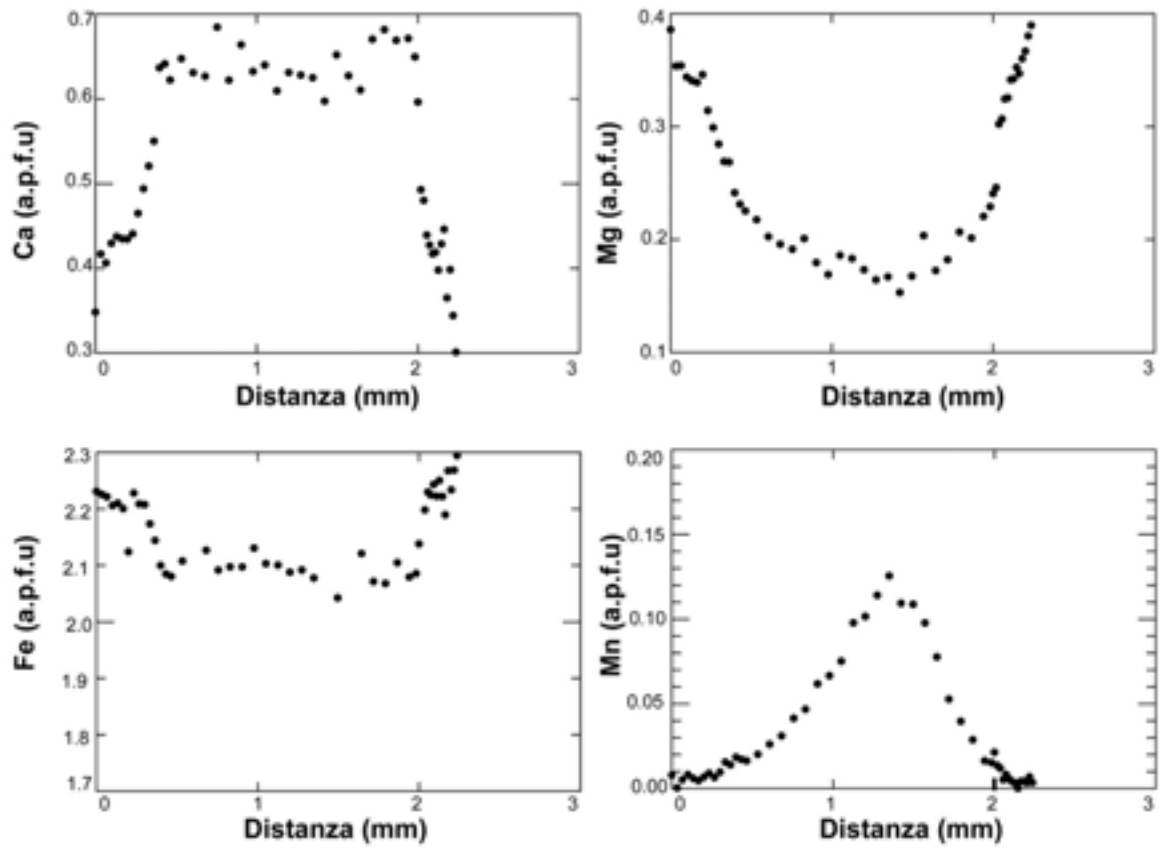 Ca (a.p.f.u)
0.7
0.6
0.5
0.4
0.3
0 1 2 3
Distanza (mm)
Mg (a.p.f.u)
0.4
0.3
0.2
0.1
0 1 2 3
Distanza (mm)
Fe (a.p.f.u)
2.3
2.2
2.1
2.0
1.9
1.8
1.7
0 1 2 3
Distanza (mm)
Mn (a.p.f.u)
0.20
0.15
0.10
0.05
0.00
0 1 2 3
Distanza (mm)